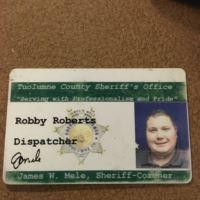 Tuolumne County Sheriff's Office
"Serving with Professionalism and Pride"
Robby Roberts
Dispatcher
James W. Mele, Sheriff-Coroner